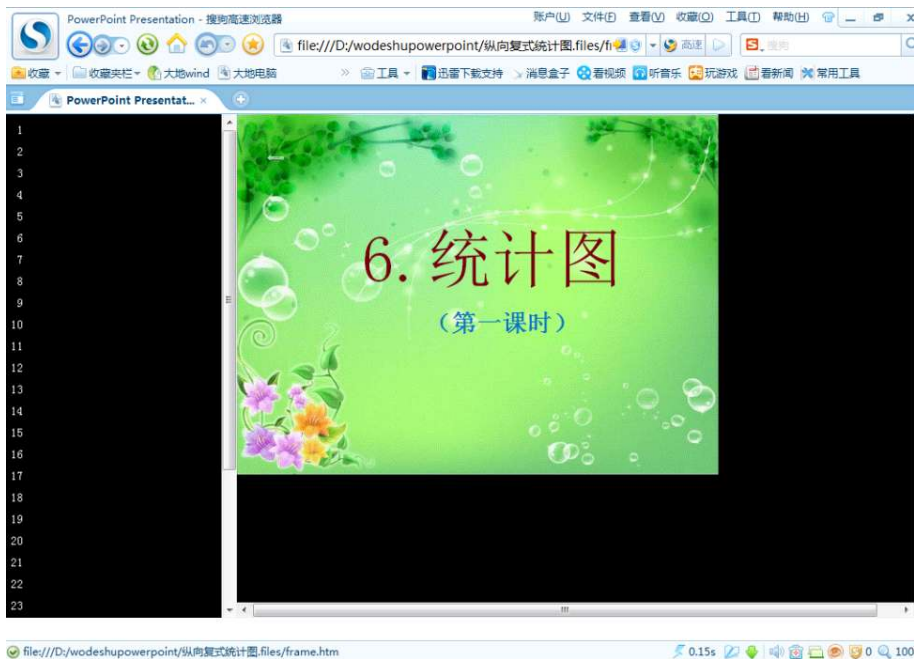 PowerPoint Presentation - 搜狗高速浏览器
账户(U) 文件(F) 查看(V) 收藏(O) 工具(T) 帮助(H)
file:///D:/wodeshupowerpoint/纵向复式统计图.files/fr
高速
搜狗
收藏 收藏夹栏 大地wind 大地电脑 » 工具 迅雷下载支持 消息盒子 看视频 听音乐 玩游戏 看新闻 常用工具
PowerPoint Presentat... ×
1
2
3
4
5
6
7
8
9
10
11
12
13
14
15
16
17
18
19
20
21
22
23
6. 统计图
（第一课时）
file:///D:/wodeshupowerpoint/纵向复式统计图.files/frame.htm
0.15s
0
100